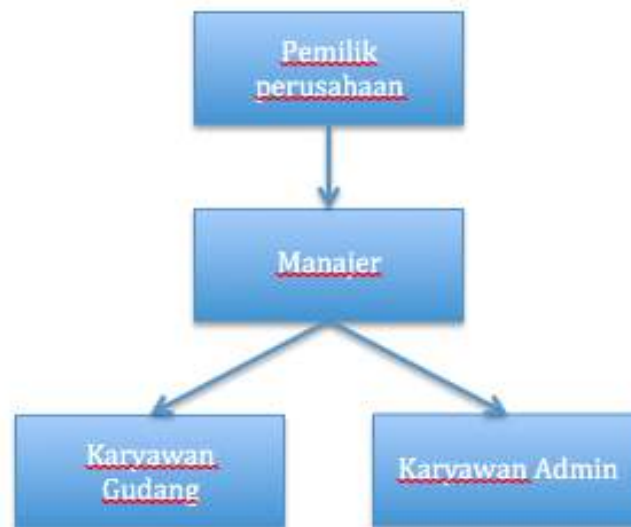 Pemilik
perusahaan
Manajer
Karyawan
Gudang
Karyawan Admin